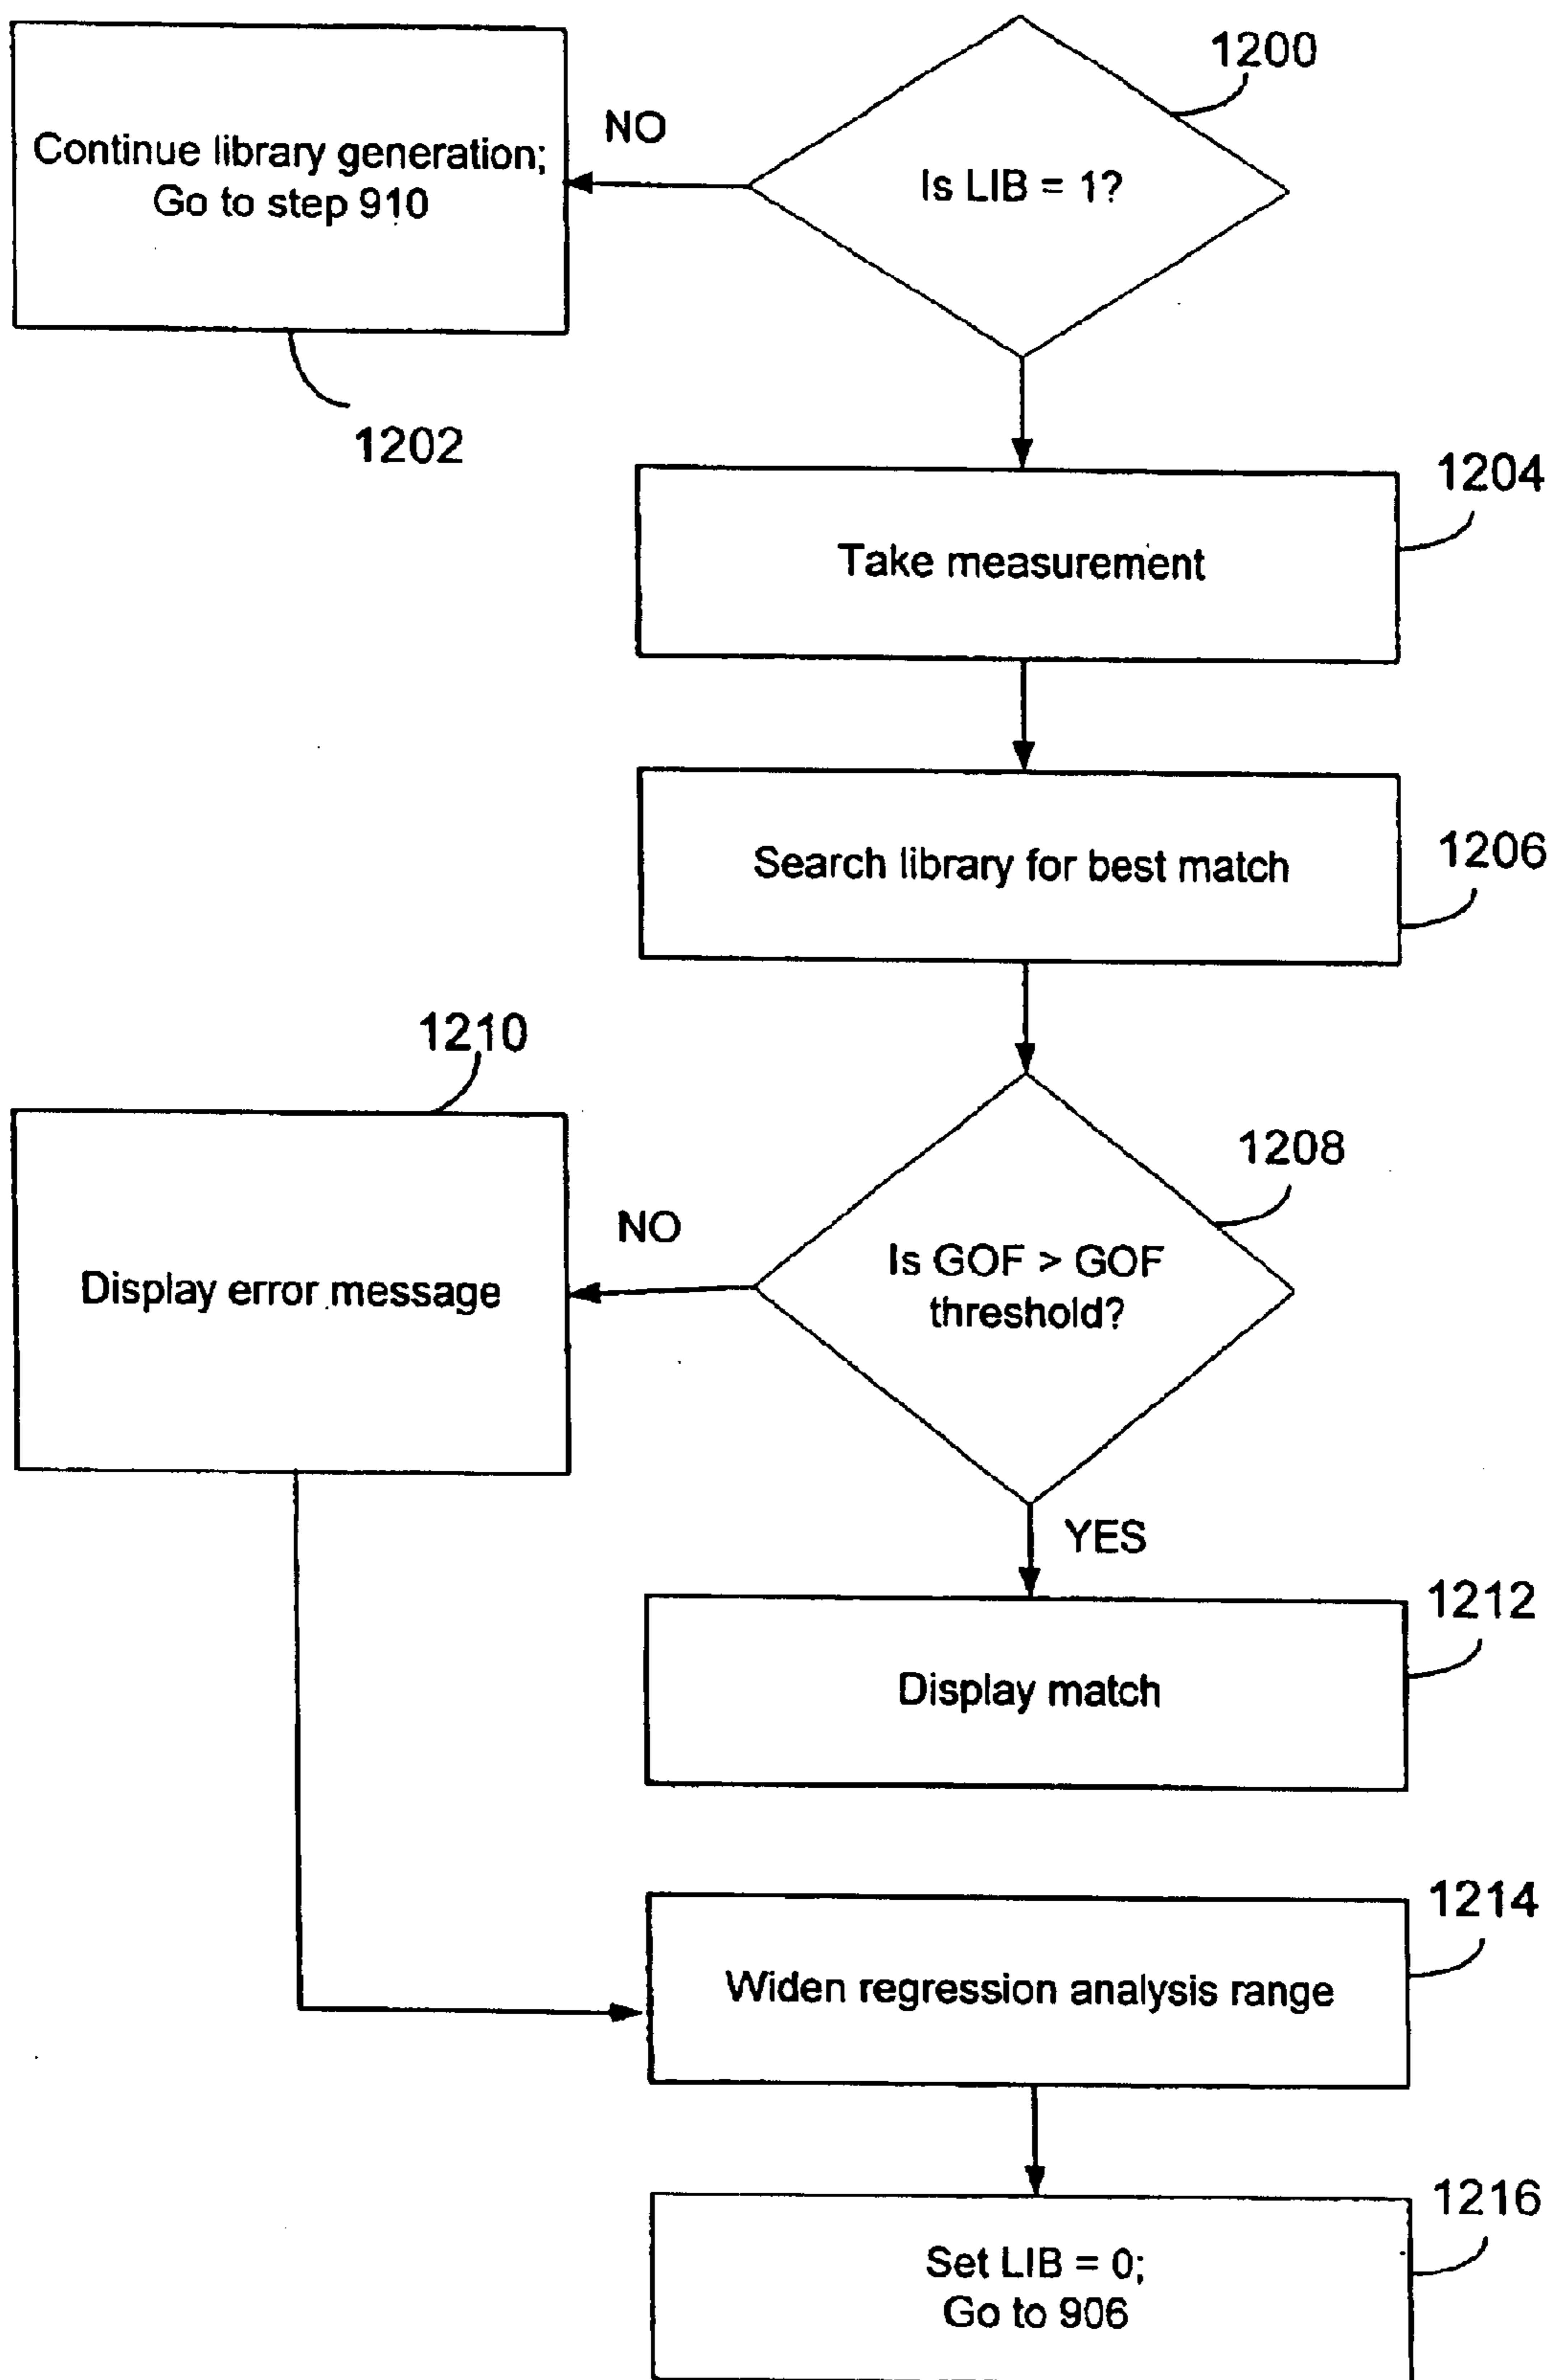 1200
NO
Continue library generation;
Go to step 910
Is LIB = 1?
1202
1204
Take measurement
1206
Search library for best match
1210
1208
NO
Is GOF > GOF
threshold?
Display error message
YES
1212
Display match
1214
Widen regression analysis range
1216
Set LIB = 0;
Go to 906